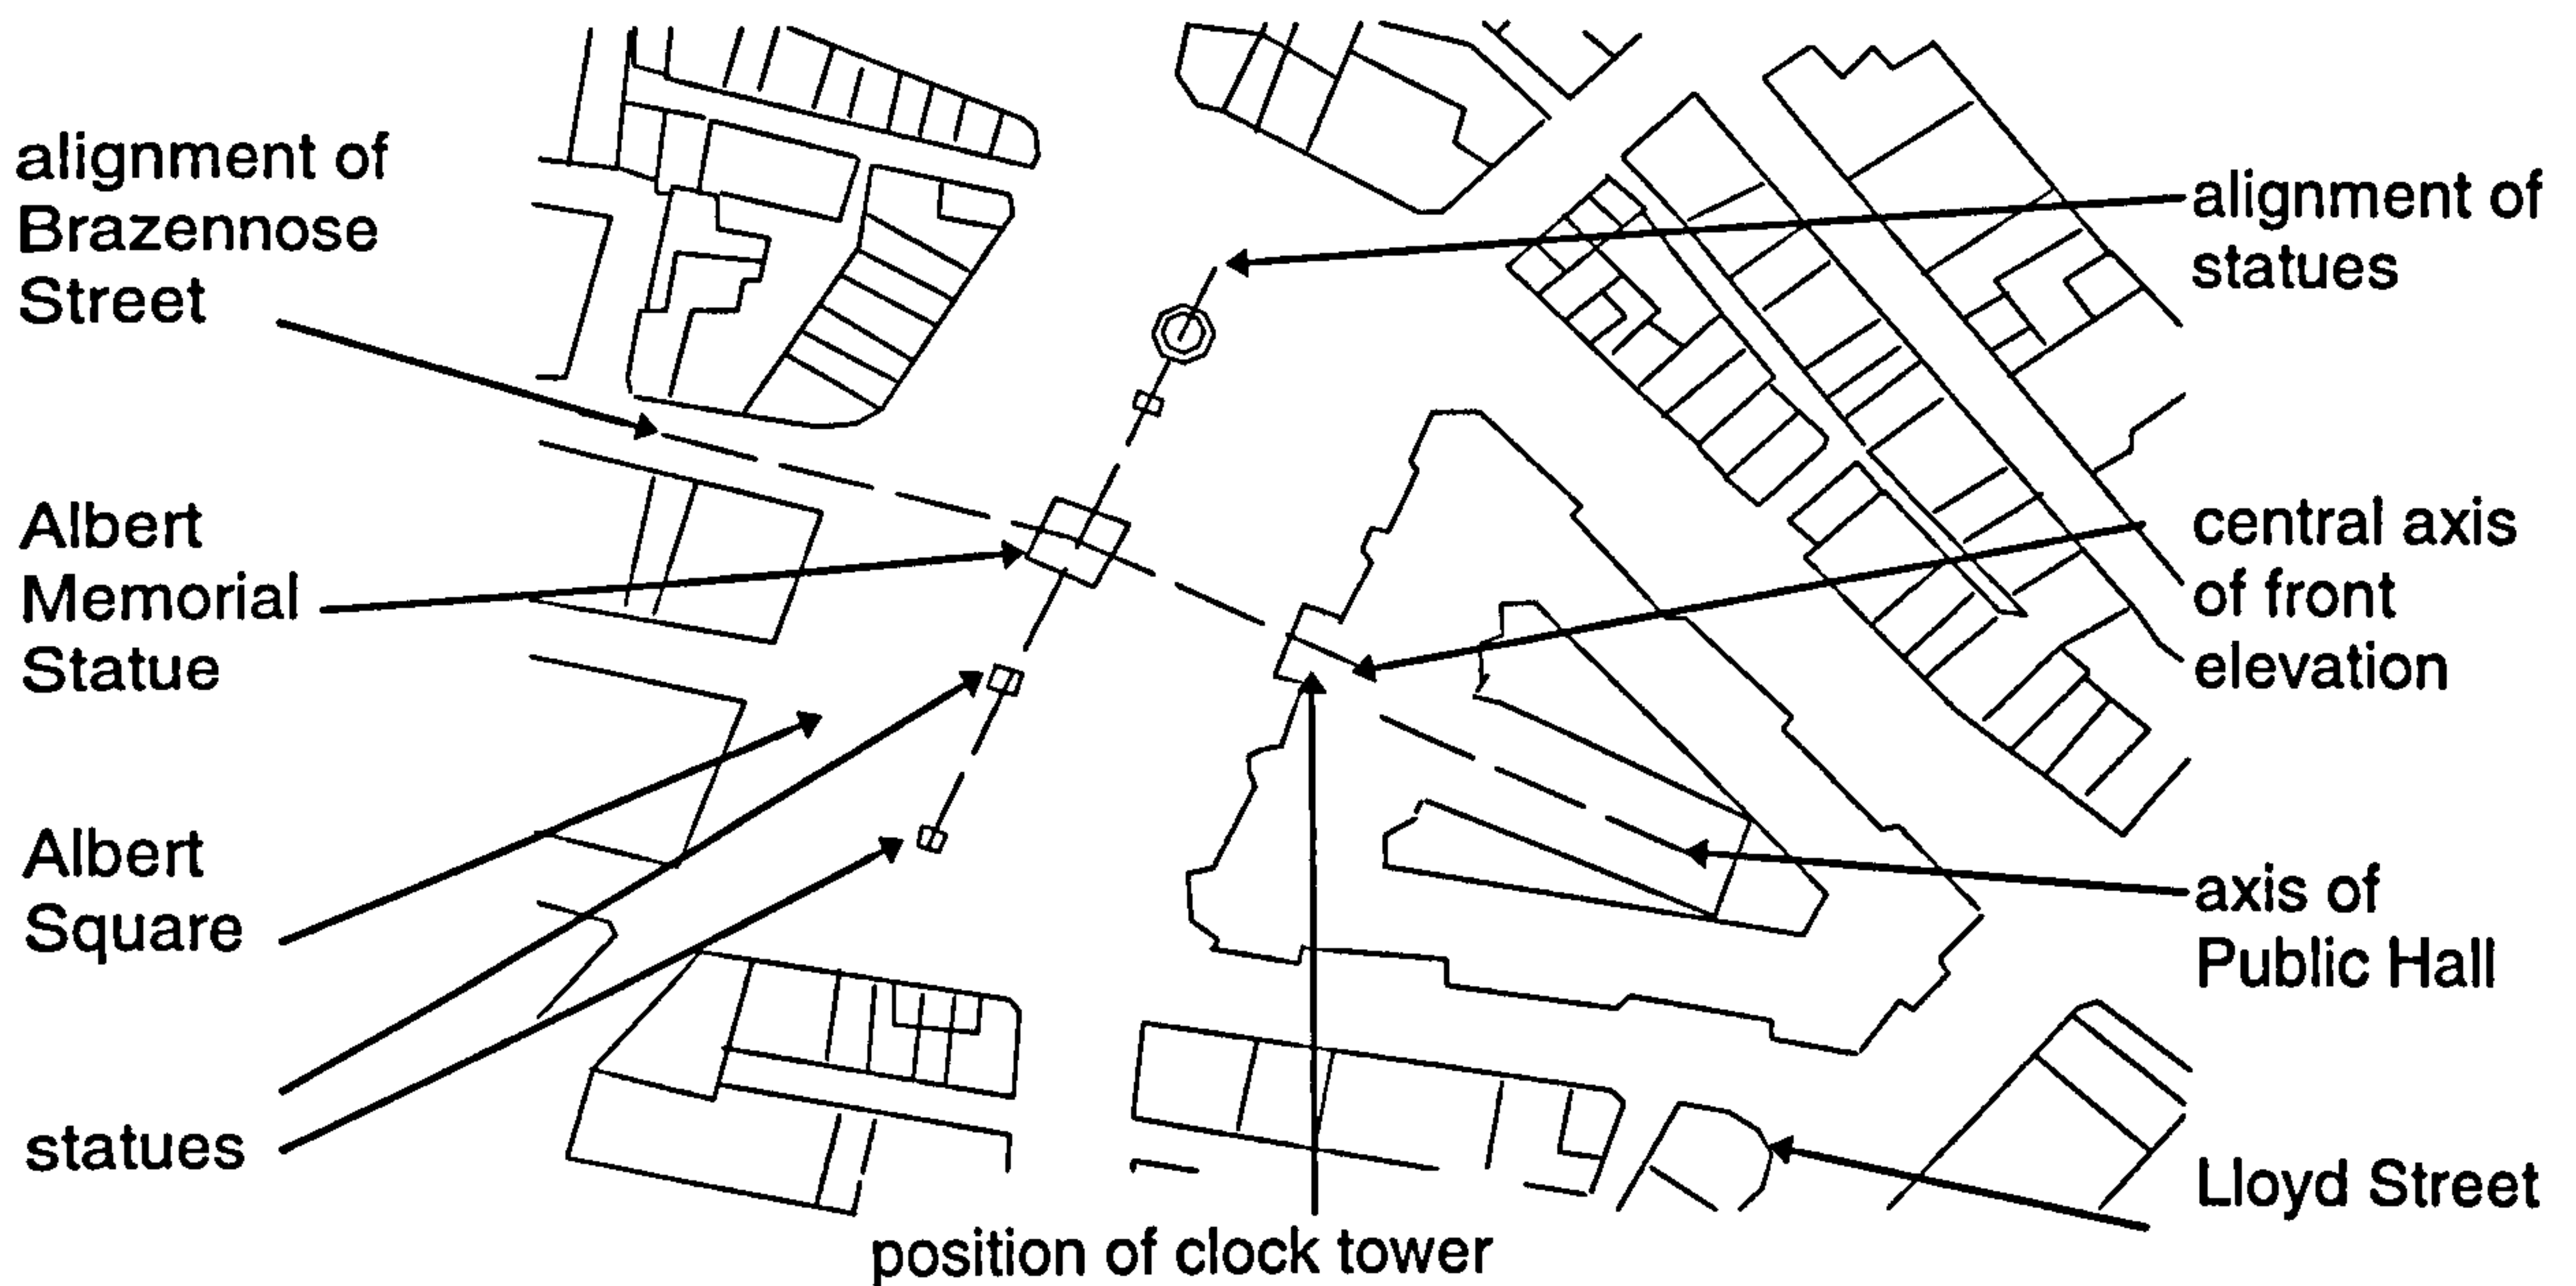 alignment of
Brazennose
Street
Albert
Memorial
Statue
Albert
Square
statues
position of clock tower
alignment of
statues
central axis
of front
elevation
axis of
Public Hall
Lloyd Street